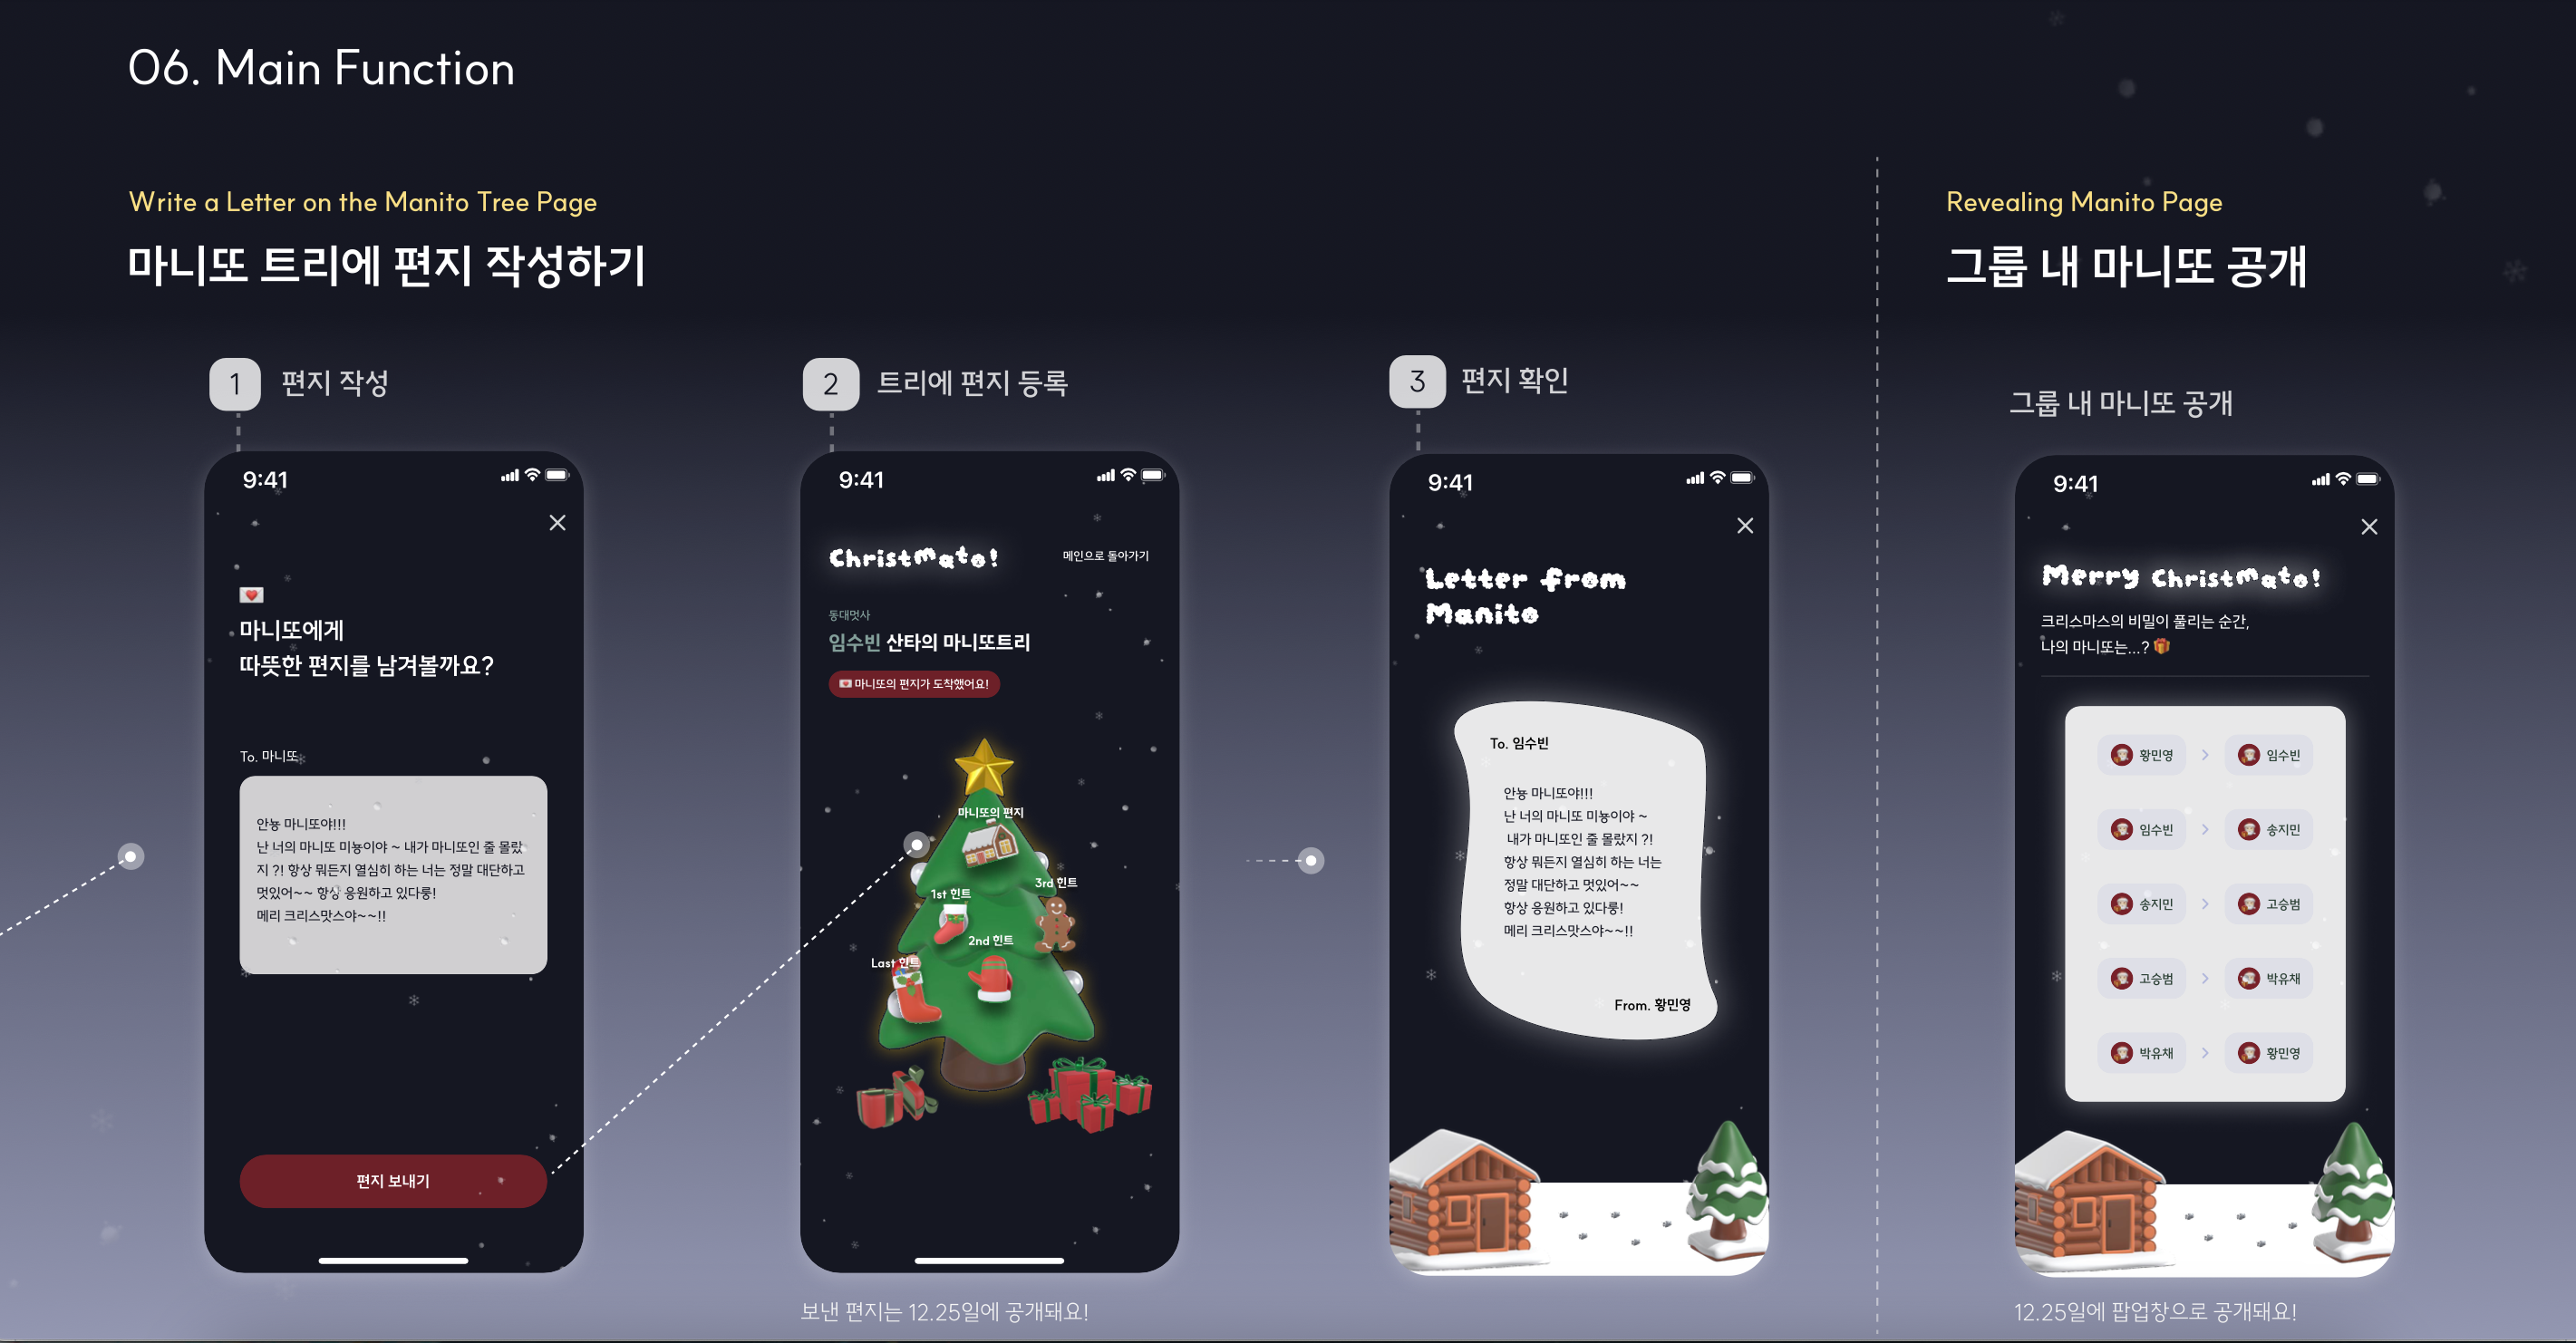 06. Main Function
Write a Letter on the Manito Tree Page
마니또 트리에 편지 작성하기
1 편지 작성
9:41
마니또에게
따뜻한 편지를 남겨볼까요?
To. 마니또
안뇽 마니또야!!!
난 너의 마니또 미뇽이야 ~ 내가 마니또인 줄 몰랐
지 ?! 항상 뭐든지 열심히 하는 너는 정말 대단하고
멋있어~~ 항상 응원하고 있다룽!
메리 크리스맛스야~~!!
편지 보내기
2 트리에 편지 등록
9:41
Christmato!
메인으로 돌아가기
동대멋사
임수빈 산타의 마니또트리
마니또의 편지가 도착했어요!
마니또의 편지
3rd 힌트
1st 힌트
2nd 힌트
Last 힌트
보낸 편지는 12.25일에 공개돼요!
3 편지 확인
9:41
Letter from
Manito
To. 임수빈
안뇽 마니또야!!!
난 너의 마니또 미뇽이야 ~
내가 마니또인 줄 몰랐지 ?!
항상 뭐든지 열심히 하는 너는
정말 대단하고 멋있어~~
항상 응원하고 있다룽!
메리 크리스맛스야~~!!
From. 황민영
Revealing Manito Page
그룹 내 마니또 공개
그룹 내 마니또 공개
9:41
Merry Christmato!
크리스마스의 비밀이 풀리는 순간,
나의 마니또는...?
황민영 > 임수빈
임수빈 > 송지민
송지민 > 고승범
고승범 > 박유채
박유채 > 황민영
12.25일에 팝업창으로 공개돼요!